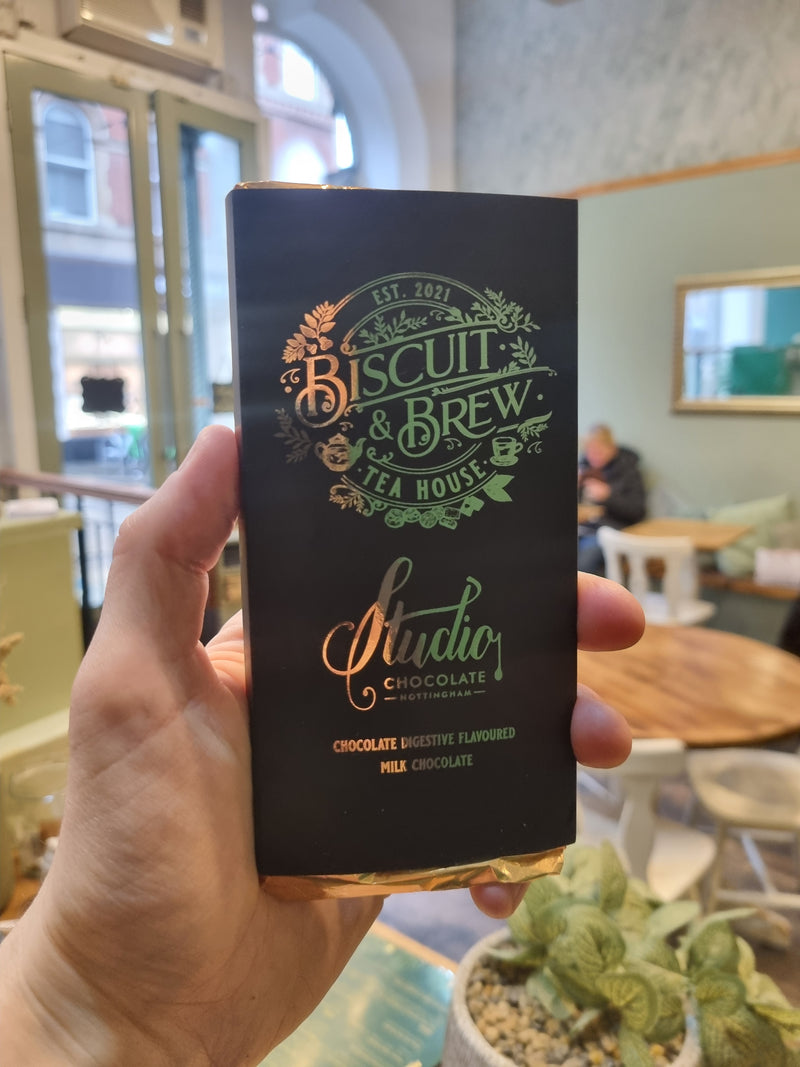 EST. 2021
BISCUIT
& BREW
TEA HOUSE
Studio
CHOCOLATE
NOTTINGHAM
CHOCOLATE DIGESTIVE FLAVOURED
MILK CHOCOLATE